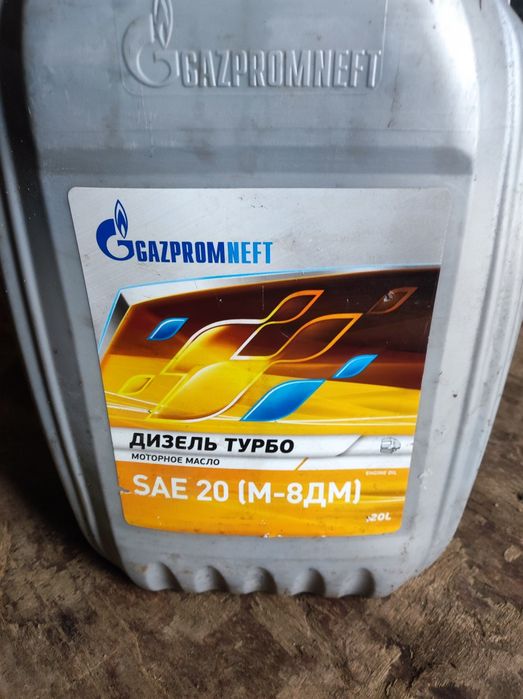 GAZPROMNEFT
GAZPROMNEFT
ДИЗЕЛЬ ТУРБО
МОТОРНОЕ МАСЛО
ENGINE OIL
SAE 20 (М-8ДМ)
20L